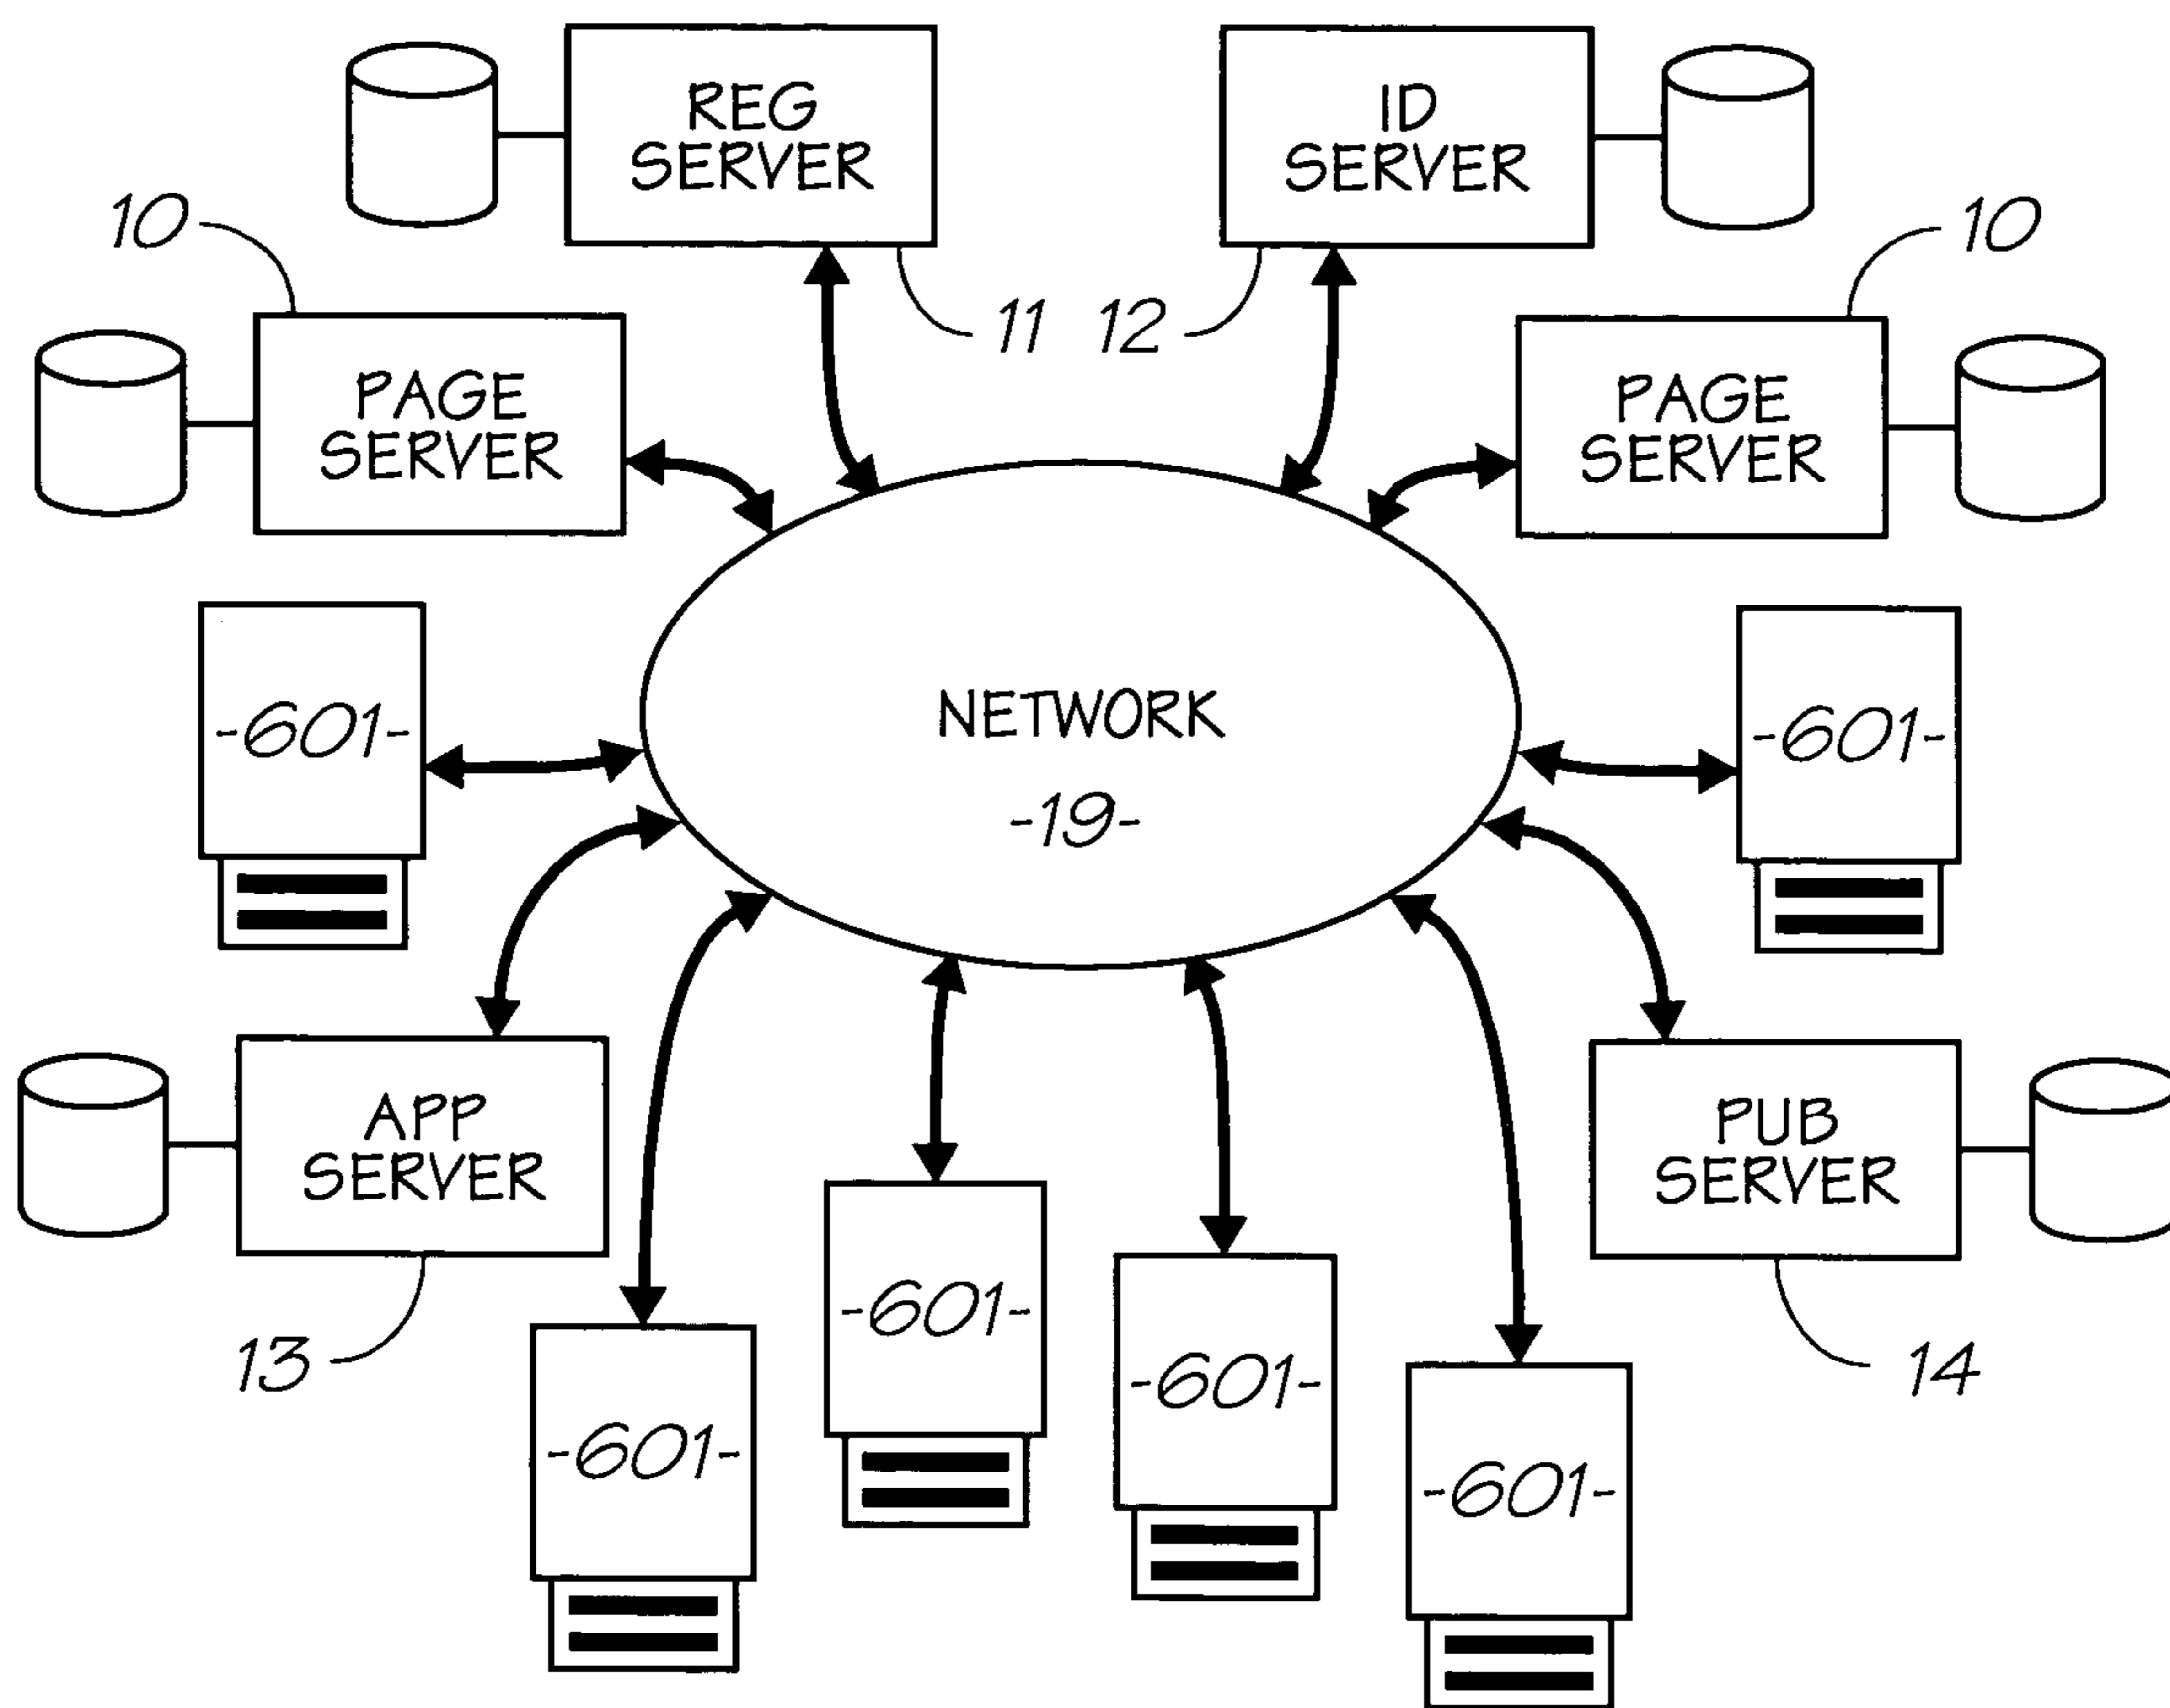 REG
SERVER
ID
SERVER
10
10
11
12
PAGE
SERVER
PAGE
SERVER
-601-
NETWORK
-19-
-601-
APP
SERVER
PUB
SERVER
13
14
-601-
-601-
-601-
-601-